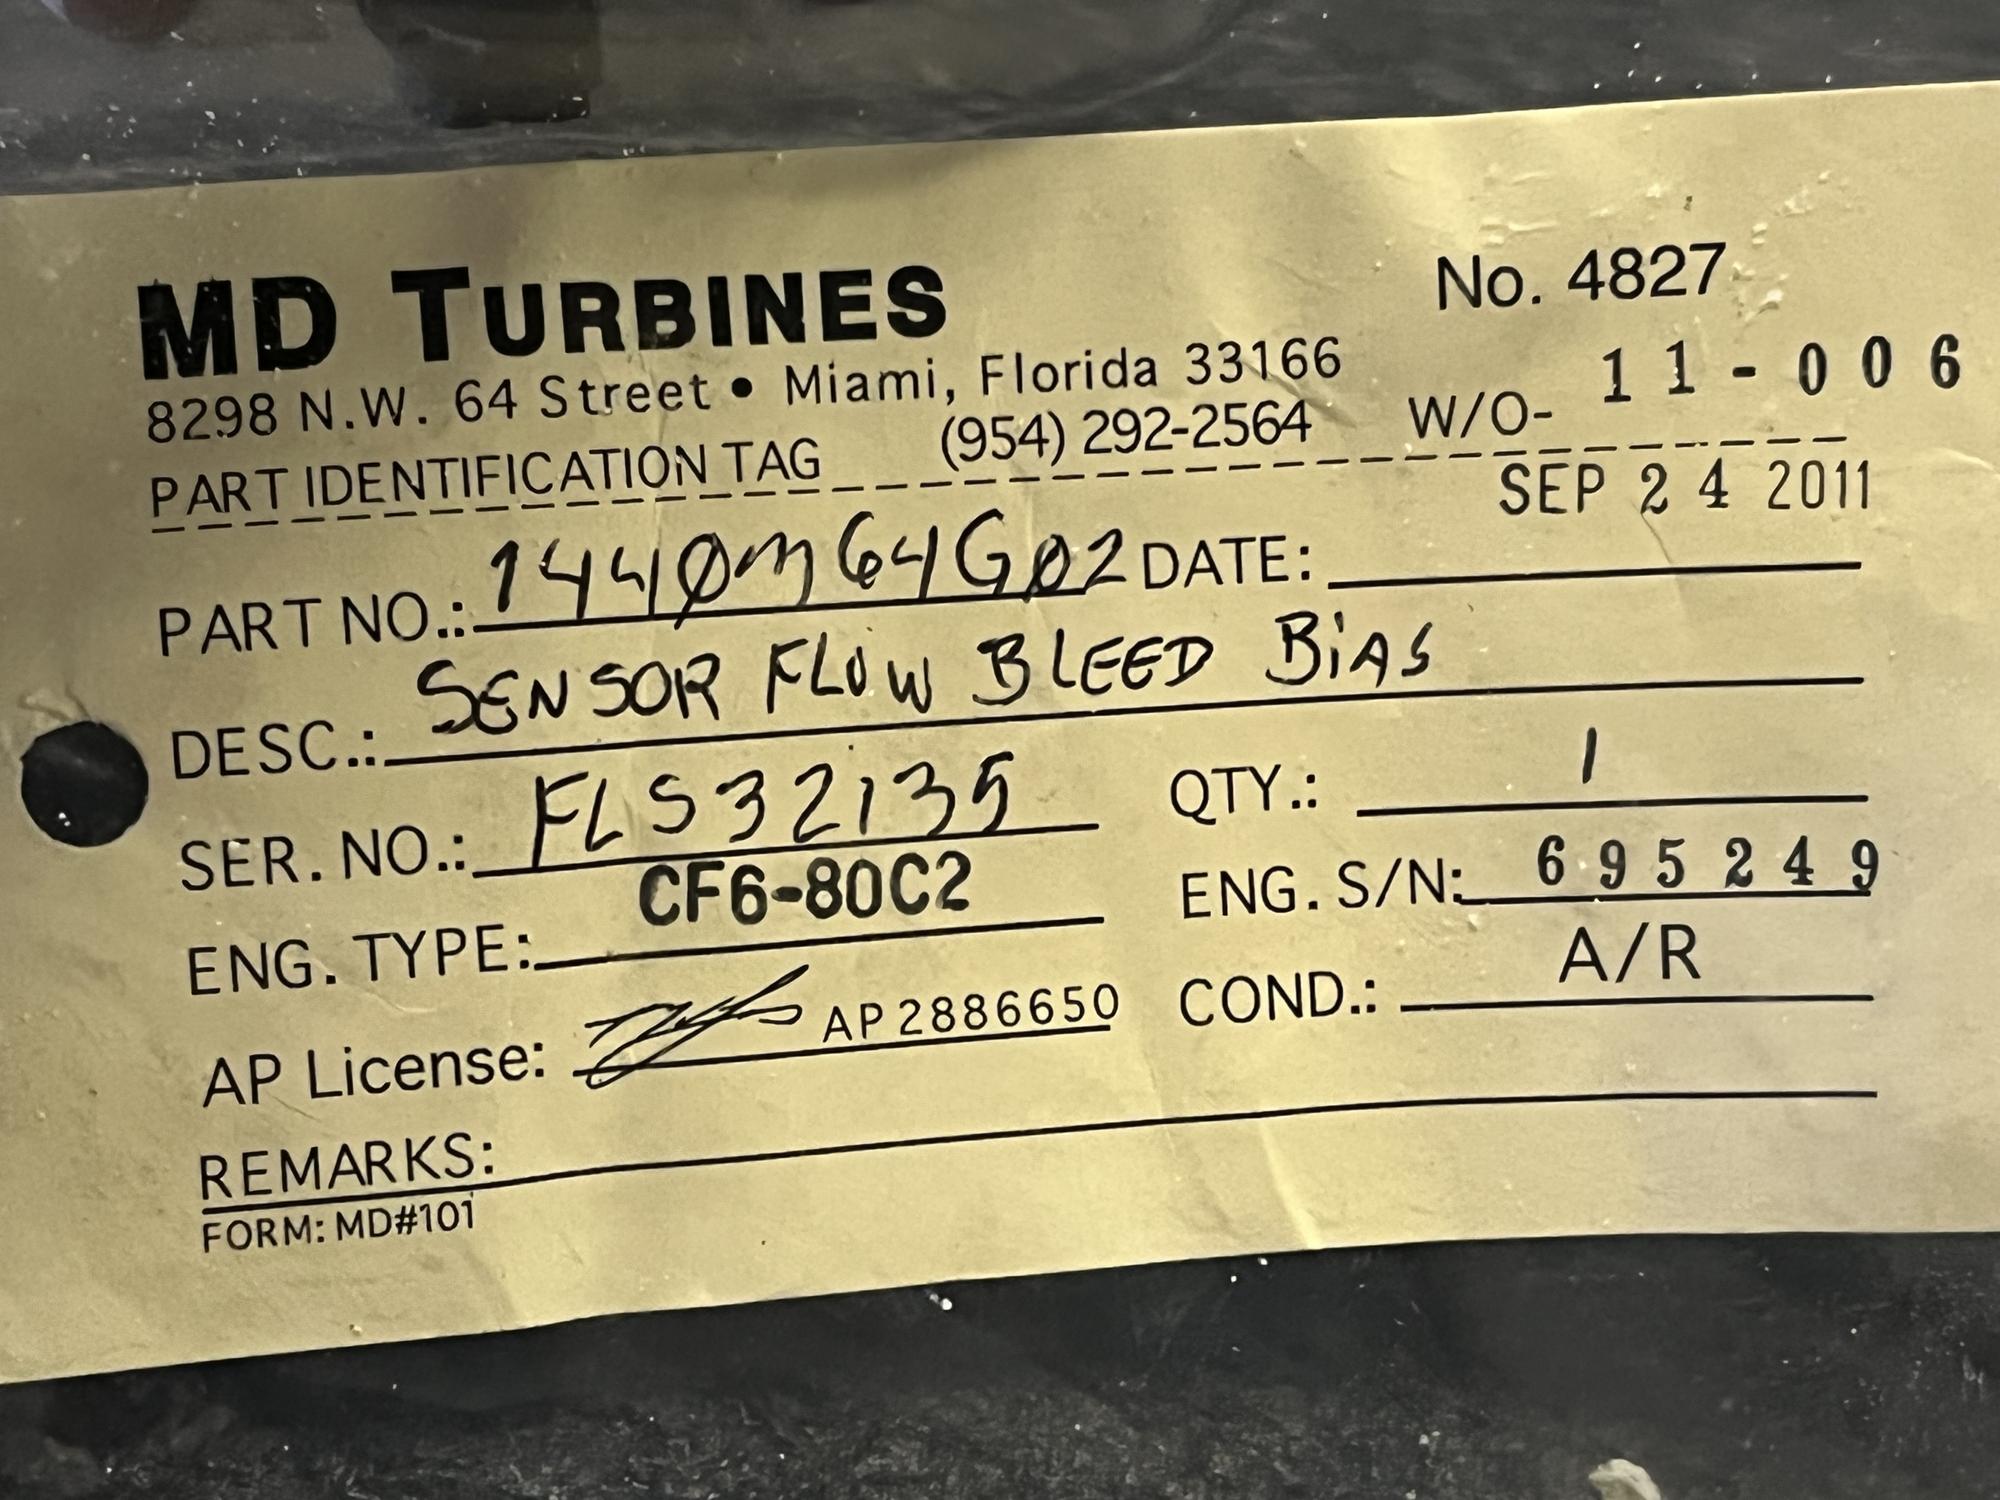 MD TURBINES No. 4827
8298 N.W. 64 Street • Miami, Florida 33166
PART IDENTIFICATION TAG (954) 292-2564 W/O- 11-006
SEP 24 2011
PART NO.: 1440M64G02 DATE:
DESC.: SENSOR FLOW BLEED BIAS
SER. NO.: FLS32135 QTY.: 1
ENG. TYPE: CF6-80C2 ENG. S/N: 695249
AP License: AP2886650 COND.: A/R
REMARKS:
FORM: MD#101